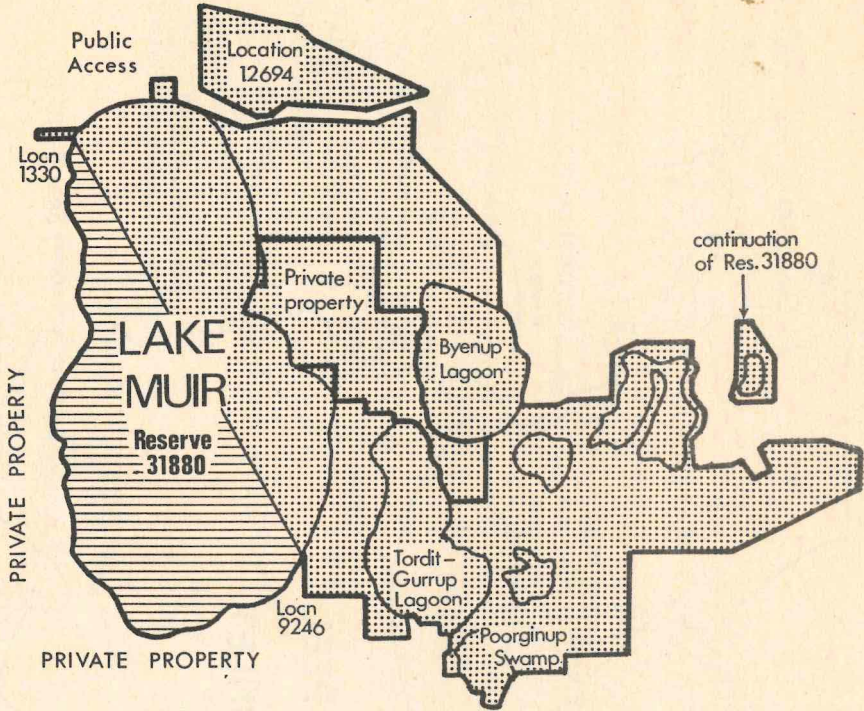 Public
Access
Location
12694
Locn
1330
continuation
of Res. 31880
Private
property
Byenup
Lagoon
LAKE
MUIR
Reserve
31880
PRIVATE PROPERTY
Tordit–
Gurrup
Lagoon
Locn
9246
Poorginup
Swamp
PRIVATE PROPERTY